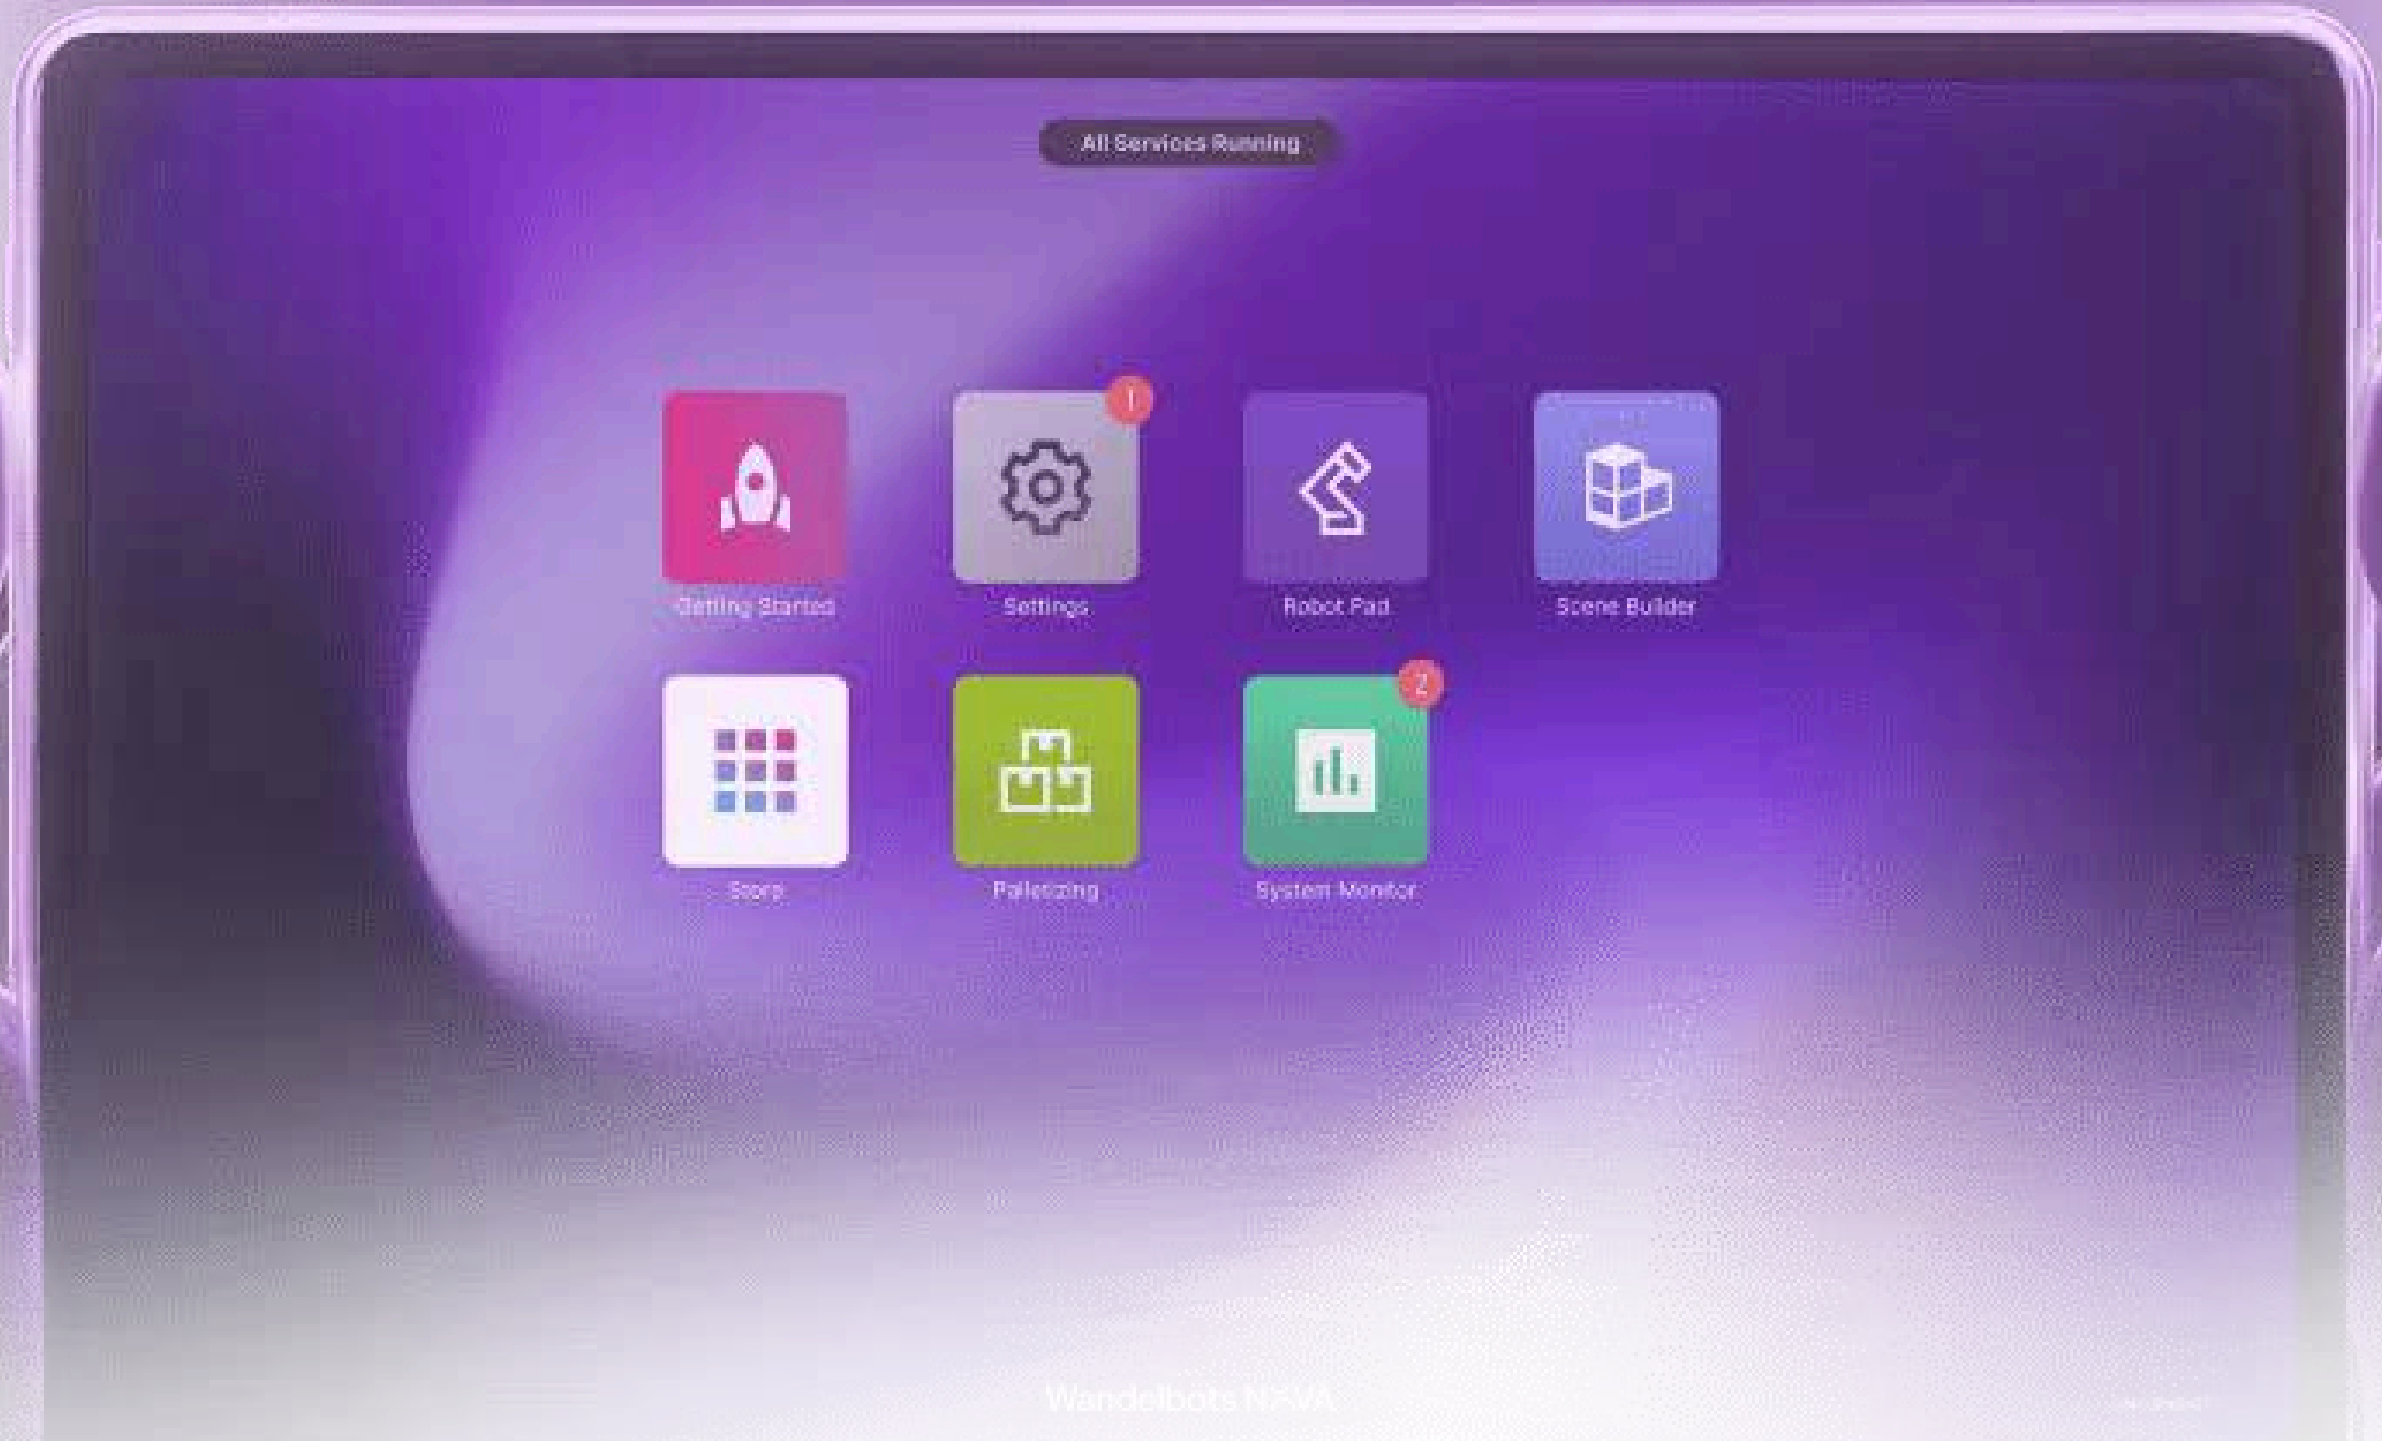 All Services Running
1
Getting Started
Settings
Robot Pad
Scene Builder
2
Store
Palletizing
System Monitor
Wandelbots NOVA